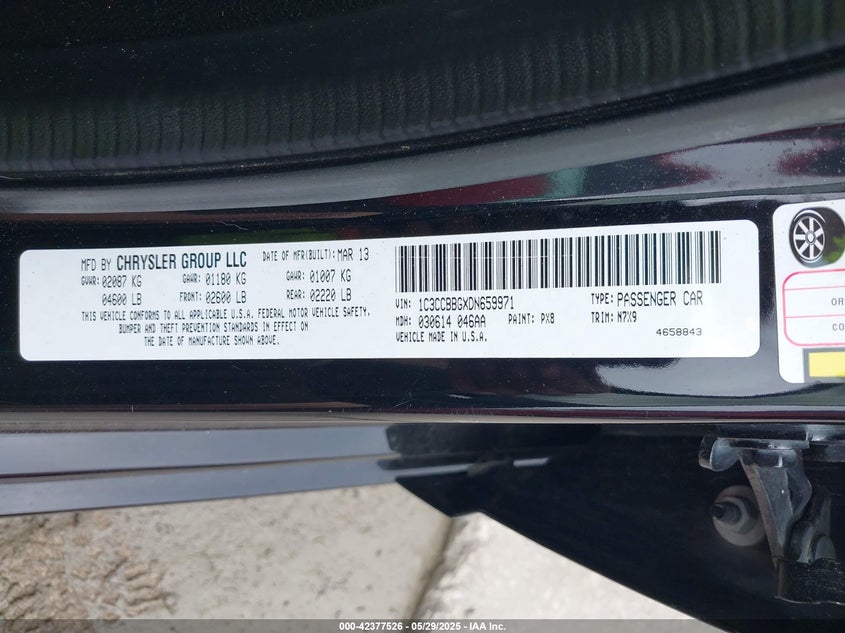 MFD BY CHRYSLER GROUP LLC DATE OF MFR(BUILT): MAR 13
GVWR: 02087 KG GAWR: 01180 KG GAWR: 01007 KG
04600 LB FRONT: 02600 LB REAR: 02220 LB
THIS VEHICLE CONFORMS TO ALL APPLICABLE U.S.A. FEDERAL MOTOR VEHICLE SAFETY,
BUMPER AND THEFT PREVENTION STANDARDS IN EFFECT ON
THE DATE OF MANUFACTURE SHOWN ABOVE.
VIN: 1C3CCBBGXDN659971 TYPE: PASSENGER CAR
MDH: 030614 046AA PAINT: PX8 TRIM: N7X9
VEHICLE MADE IN U.S.A. 4658843
OR
CO
000-42377526 - 05/29/2025 - IAA Inc.